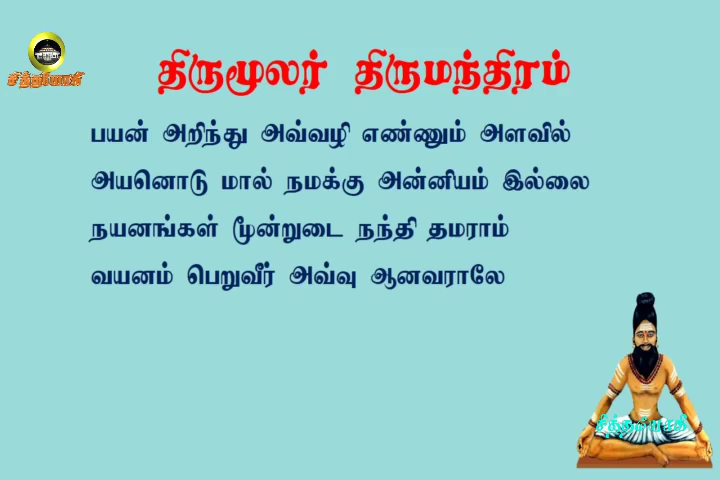 திருமூலர் திருமந்திரம்
பயன் அறிந்து அவ்வழி எண்ணும் அளவில்
அயனொடு மால் நமக்கு அன்னியம் இல்லை
நயனங்கள் மூன்றுடை நந்தி தமராம்
வயனம் பெறுவீர் அவ்வு ஆனவராலே